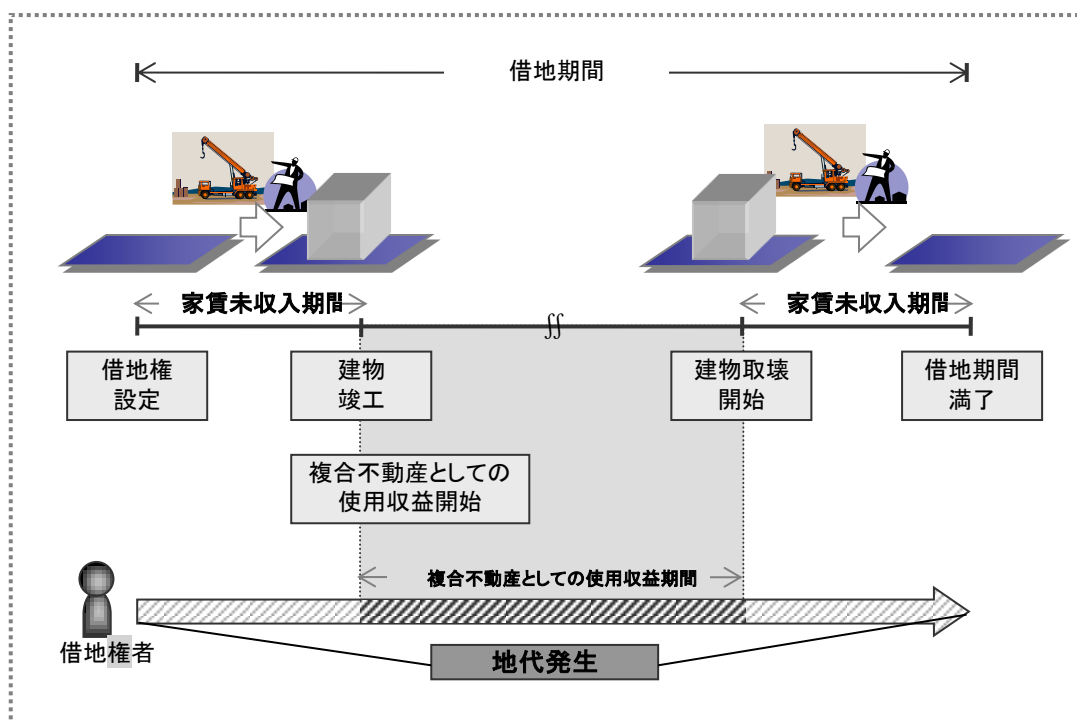 借地期間
家賃未収入期間
家賃未収入期間
借地権
設定
建物
竣工
建物取壊
開始
借地期間
満了
複合不動産としての
使用収益開始
複合不動産としての使用収益期間
借地権者
地代発生